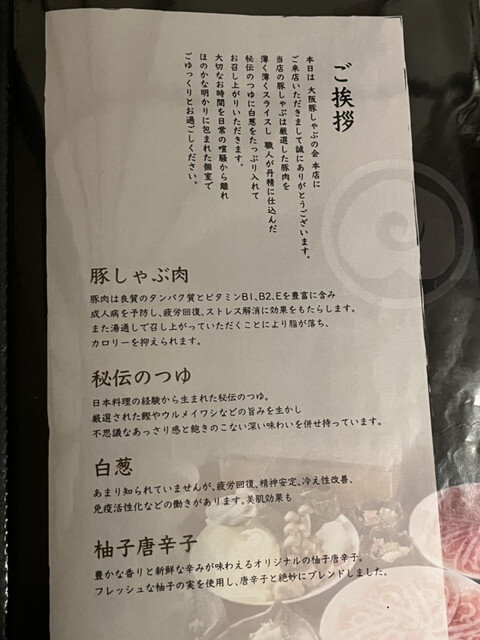 ご挨拶
本日は 大阪豚しゃぶの会 本店に
ご来店いただきまして誠にありがとうございます。
当店の豚しゃぶは厳選した豚肉を
薄く薄くスライスし 職人が丹精に仕込んだ
秘伝のつゆに白葱をたっぷり入れて
お召し上がりいただきます。
大切なお時間を日常の喧騒から離れ
ほのかな明かりに包まれた個室で
ごゆっくりとお過ごしください。
豚しゃぶ肉
豚肉は良質のタンパク質とビタミンB1、B2、Eを豊富に含み
成人病を予防し、疲労回復、ストレス解消に効果をもたらします。
また湯通しで召し上がっていただくことにより脂が落ち、
カロリーを抑えられます。
秘伝のつゆ
日本料理の経験から生まれた秘伝のつゆ。
厳選された鰹やウルメイワシなどの旨みを生かし
不思議なあっさり感と飽きのこない深い味わいを併せ持っています。
白葱
あまり知られていませんが、疲労回復、精神安定、冷え性改善、
免疫活性化などの働きがあります。美肌効果も
柚子唐辛子
豊かな香りと新鮮な辛みが味わえるオリジナルの柚子唐辛子。
フレッシュな柚子の実を使用し、唐辛子と絶妙にブレンドしました。